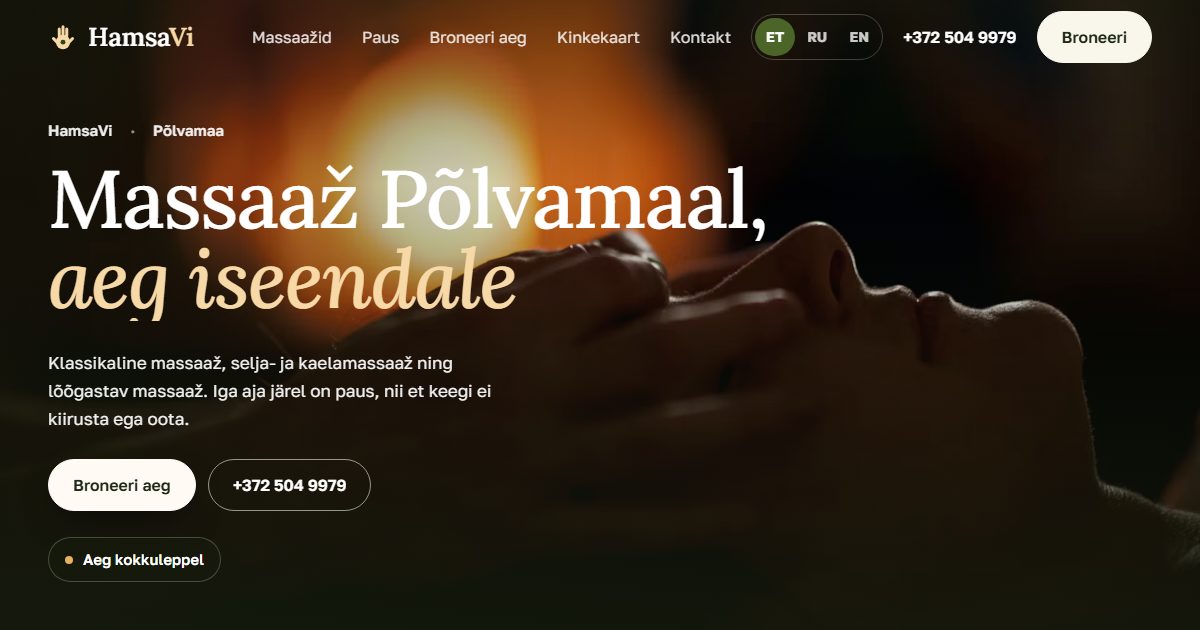 HamsaVi
Massaažid
Paus
Broneeri aeg
Kinkekaart
Kontakt
ET
RU
EN
+372 504 9979
Broneeri
HamsaVi • Põlvamaa
Massaaž Põlvamaal,
aeg iseendale
Klassikaline massaaž, selja- ja kaelamassaaž ning
lõõgastav massaaž. Iga aja järel on paus, nii et keegi ei
kiirusta ega oota.
Broneeri aeg
+372 504 9979
Aeg kokkuleppel